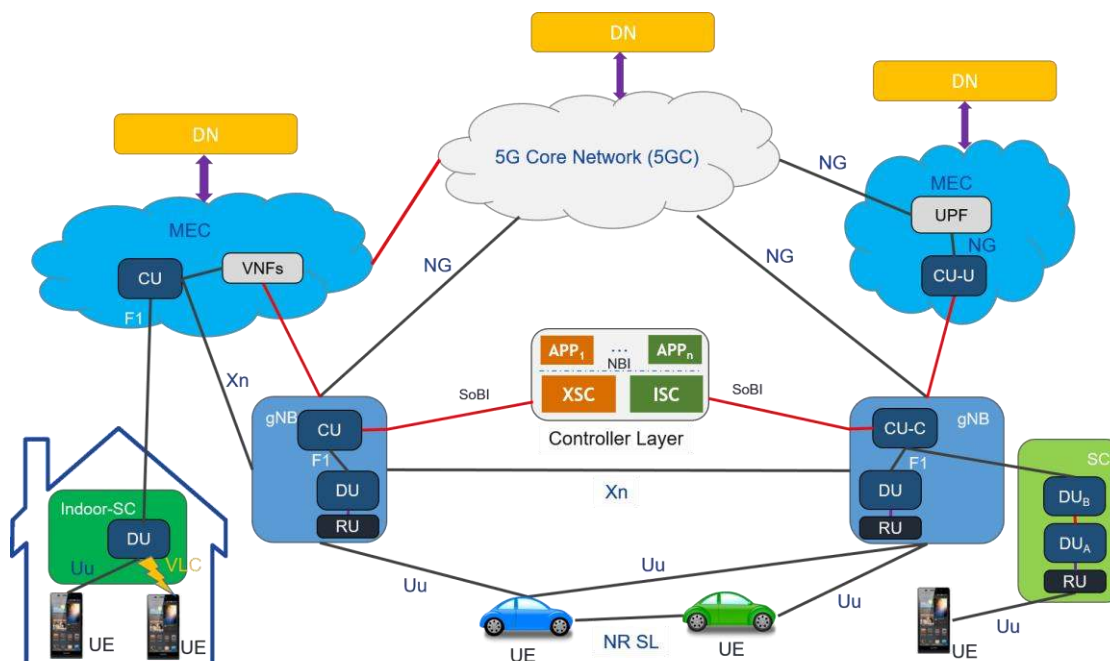 DN
DN
DN
5G Core Network (5GC)
NG
MEC
UPF
NG
CU-U
MEC
VNFs
CU
F1
NG
NG
Xn
APP1
...
APPn
NBI
XSC
ISC
SoBI
SoBI
Controller Layer
gNB
CU
F1
DU
RU
gNB
CU-C
F1
DU
RU
Xn
SC
DUB
DUA
RU
Indoor-SC
DU
Uu
VLC
UE
UE
Uu
Uu
Uu
UE
NR SL
UE
Uu
UE